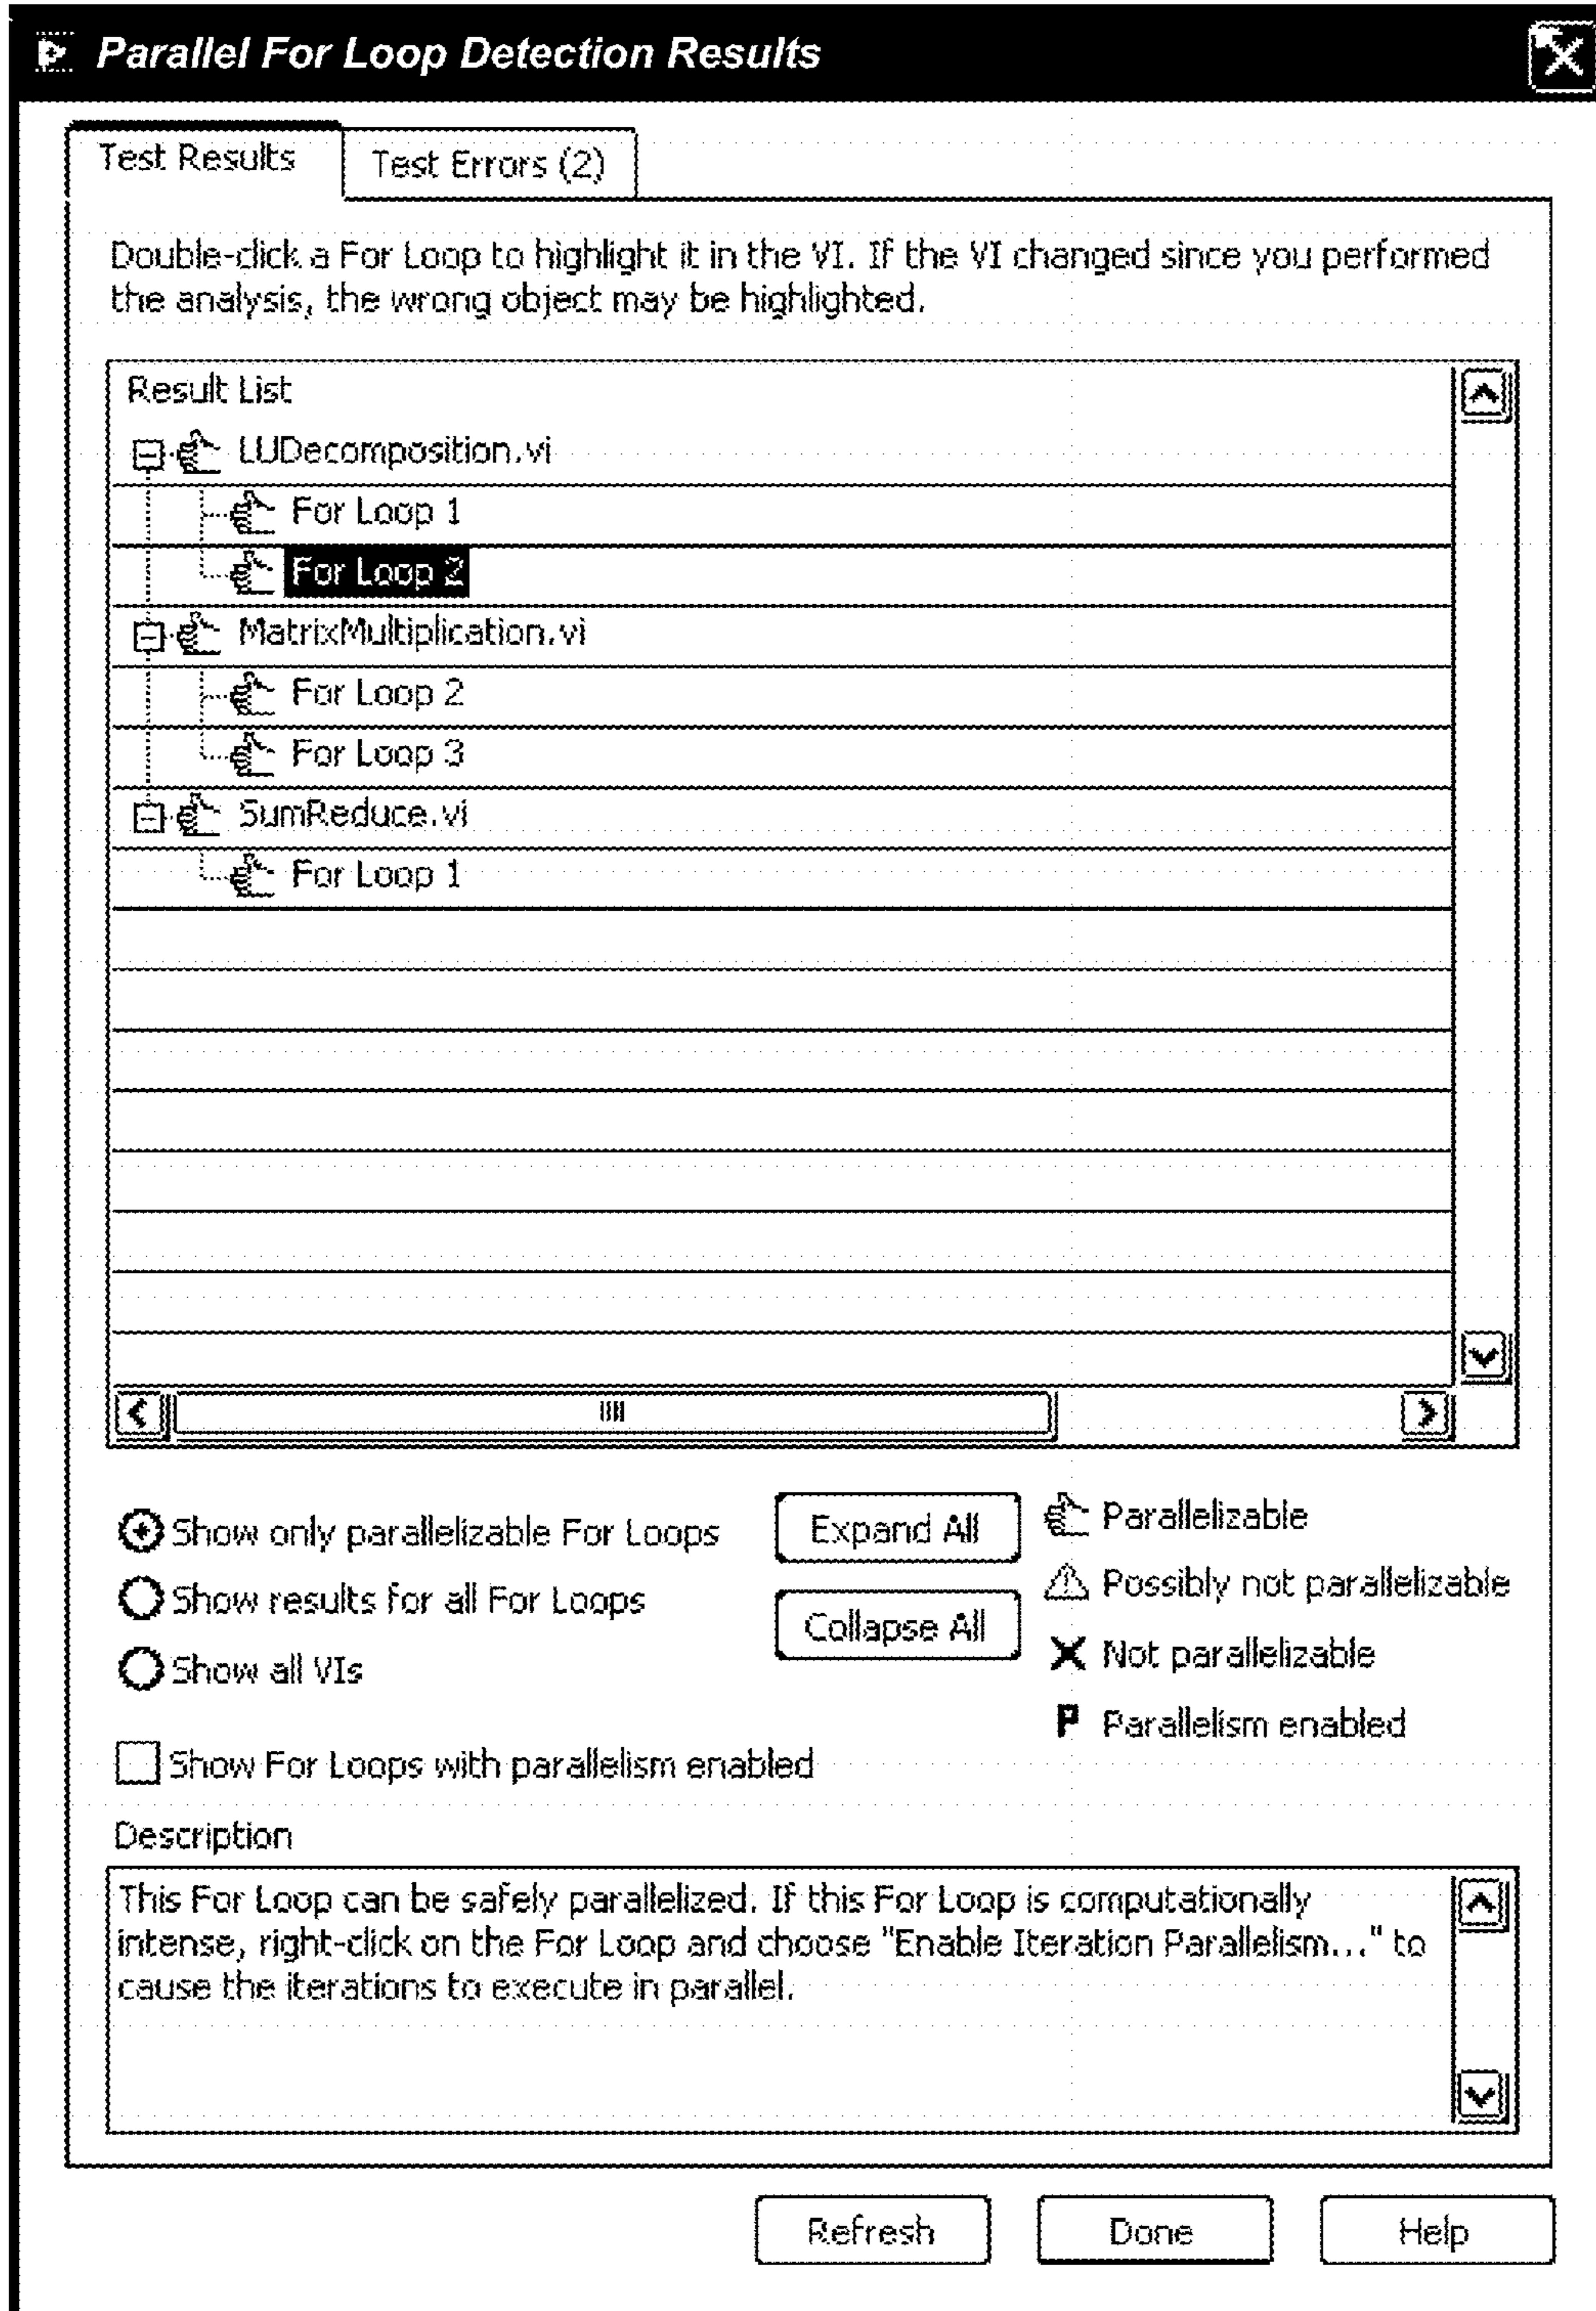 Parallel For Loop Detection Results
Test Results
Test Errors (2)
Double-click a For Loop to highlight it in the VI. If the VI changed since you performed
the analysis, the wrong object may be highlighted.
Result List
LUDecomposition.vi
For Loop 1
For Loop 2
MatrixMultiplication.vi
For Loop 2
For Loop 3
SumReduce.vi
For Loop 1
Show only parallelizable For Loops
Show results for all For Loops
Show all VIs
Show For Loops with parallelism enabled
Expand All
Collapse All
Parallelizable
Possibly not parallelizable
Not parallelizable
P Parallelism enabled
Description
This For Loop can be safely parallelized. If this For Loop is computationally
intense, right-click on the For Loop and choose "Enable Iteration Parallelism..." to
cause the iterations to execute in parallel.
Refresh
Done
Help